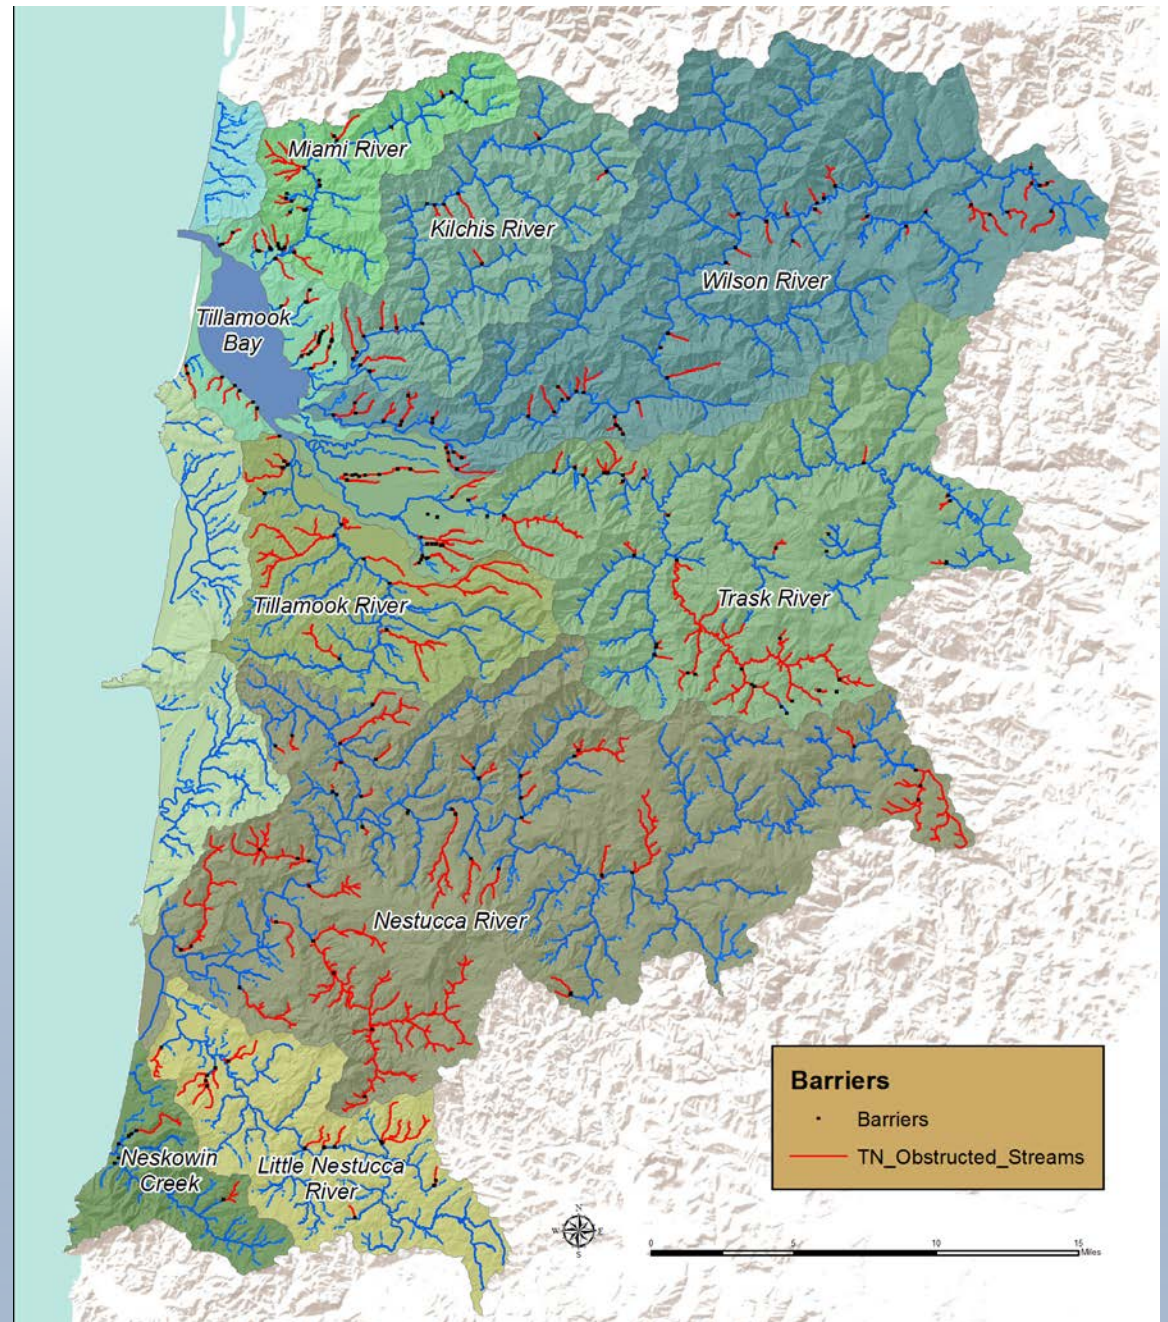 Miami River
Kilchis River
Wilson River
Tillamook
Bay
Tillamook River
Trask River
Nestucca River
Neskowin
Creek
Little Nestucca
River
Barriers
Barriers
TN_Obstructed_Streams
N
W
E
S
0
5
10
15
Miles